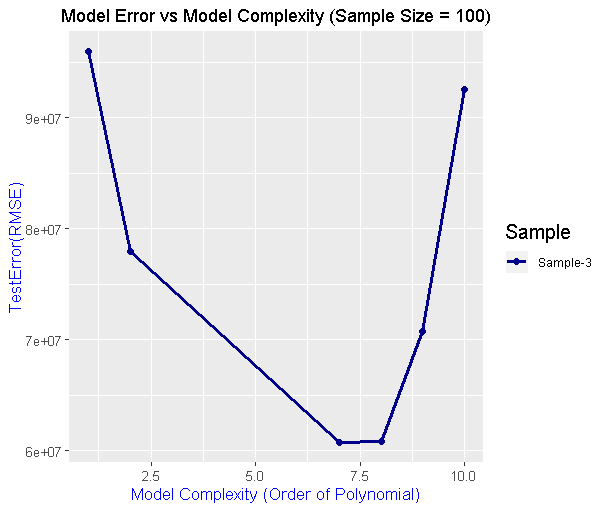 Model Error vs Model Complexity (Sample Size = 100)
TestError(RMSE)
9e+07
8e+07
7e+07
6e+07
2.5
5.0
7.5
10.0
Model Complexity (Order of Polynomial)
Sample
Sample-3